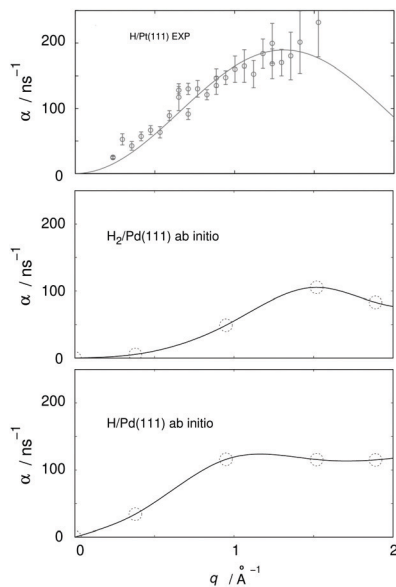 H/Pt(111) EXP
α / ns⁻¹
200
100
0
H₂/Pd(111) ab initio
α / ns⁻¹
200
100
0
H/Pd(111) ab initio
α / ns⁻¹
200
100
0
0 1 2
q / Å⁻¹